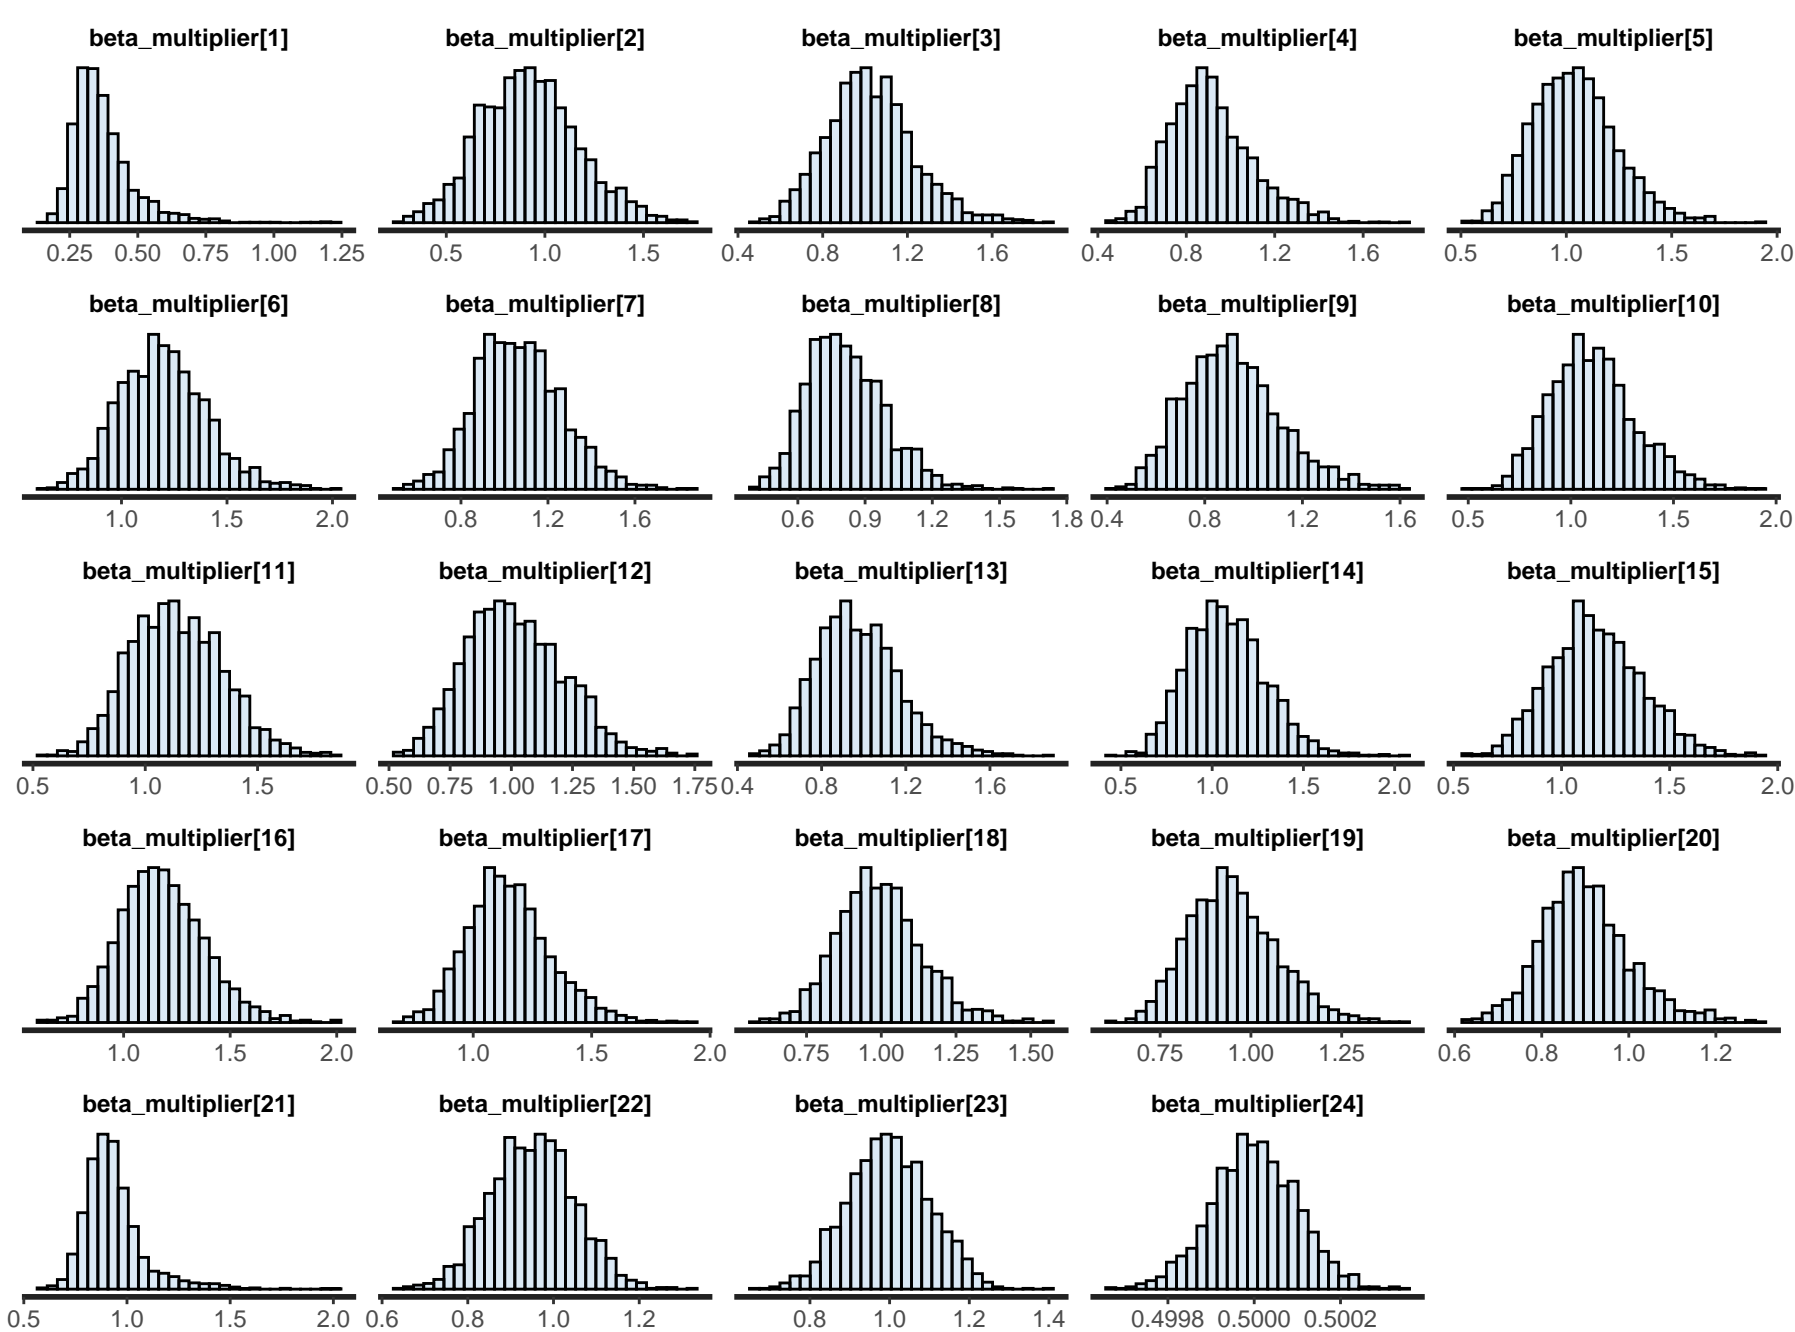 beta_multiplier[1] beta_multiplier[2] beta_multiplier[3] beta_multiplier[4] beta_multiplier[5]
0.25 0.50 0.75 1.00 1.25 0.5 1.0 1.5 0.4 0.8 1.2 1.6 0.4 0.8 1.2 1.6 0.5 1.0 1.5 2.0
beta_multiplier[6] beta_multiplier[7] beta_multiplier[8] beta_multiplier[9] beta_multiplier[10]
1.0 1.5 2.0 0.8 1.2 1.6 0.6 0.9 1.2 1.5 1.8 0.4 0.8 1.2 1.6 0.5 1.0 1.5 2.0
beta_multiplier[11] beta_multiplier[12] beta_multiplier[13] beta_multiplier[14] beta_multiplier[15]
0.5 1.0 1.5 0.50 0.75 1.00 1.25 1.50 1.75 0.4 0.8 1.2 1.6 0.5 1.0 1.5 2.0 0.5 1.0 1.5 2.0
beta_multiplier[16] beta_multiplier[17] beta_multiplier[18] beta_multiplier[19] beta_multiplier[20]
1.0 1.5 2.0 1.0 1.5 2.0 0.75 1.00 1.25 1.50 0.75 1.00 1.25 0.6 0.8 1.0 1.2
beta_multiplier[21] beta_multiplier[22] beta_multiplier[23] beta_multiplier[24]
0.5 1.0 1.5 2.0 0.6 0.8 1.0 1.2 0.8 1.0 1.2 1.4 0.4998 0.5000 0.5002